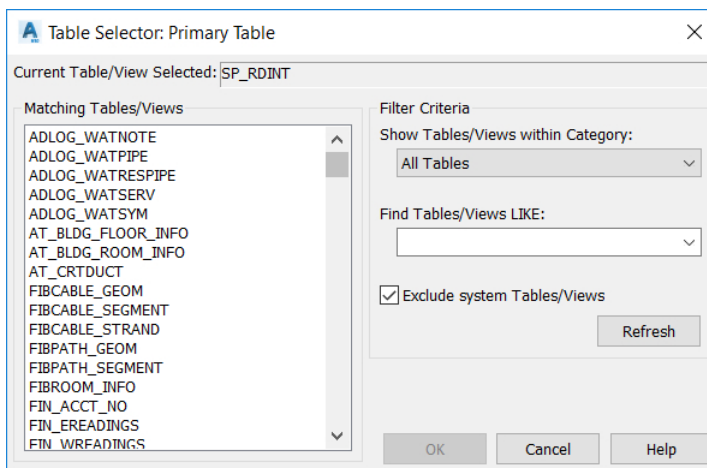 Table Selector: Primary Table
Current Table/View Selected: SP_RDINT
Matching Tables/Views
ADLOG_WATNOTE
ADLOG_WATPIPE
ADLOG_WATRESPIPE
ADLOG_WATSERV
ADLOG_WATSYM
AT_BLDG_FLOOR_INFO
AT_BLDG_ROOM_INFO
AT_CRTDUCT
FIBCABLE_GEOM
FIBCABLE_SEGMENT
FIBCABLE_STRAND
FIBPATH_GEOM
FIBPATH_SEGMENT
FIBROOM_INFO
FIN_ACCT_NO
FIN_EREADINGS
FIN_WREADINGS
Filter Criteria
Show Tables/Views within Category:
All Tables
Find Tables/Views LIKE:
Exclude system Tables/Views
Refresh
OK
Cancel
Help